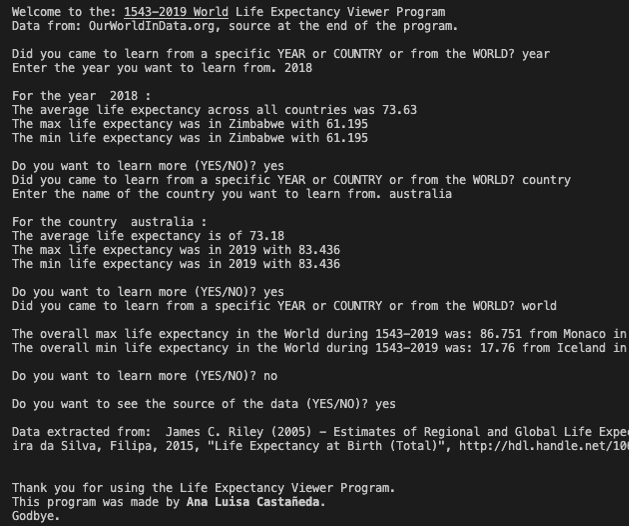 Welcome to the: 1543-2019 World Life Expectancy Viewer Program
Data from: OurWorldInData.org, source at the end of the program.
Did you came to learn from a specific YEAR or COUNTRY or from the WORLD? year
Enter the year you want to learn from. 2018
For the year  2018 :
The average life expectancy across all countries was 73.63
The max life expectancy was in Zimbabwe with 61.195
The min life expectancy was in Zimbabwe with 61.195
Do you want to learn more (YES/NO)? yes
Did you came to learn from a specific YEAR or COUNTRY or from the WORLD? country
Enter the name of the country you want to learn from. australia
For the country  australia :
The average life expectancy is of 73.18
The max life expectancy was in 2019 with 83.436
The min life expectancy was in 2019 with 83.436
Do you want to learn more (YES/NO)? yes
Did you came to learn from a specific YEAR or COUNTRY or from the WORLD? world
The overall max life expectancy in the World during 1543-2019 was: 86.751 from Monaco in
The overall min life expectancy in the World during 1543-2019 was: 17.76 from Iceland in
Do you want to learn more (YES/NO)? no
Do you want to see the source of the data (YES/NO)? yes
Data extracted from:  James C. Riley (2005) – Estimates of Regional and Global Life Expe
ira da Silva, Filipa, 2015, "Life Expectancy at Birth (Total)", http://hdl.handle.net/10
Thank you for using the Life Expectancy Viewer Program.
This program was made by Ana Luisa Castañeda.
Godbye.